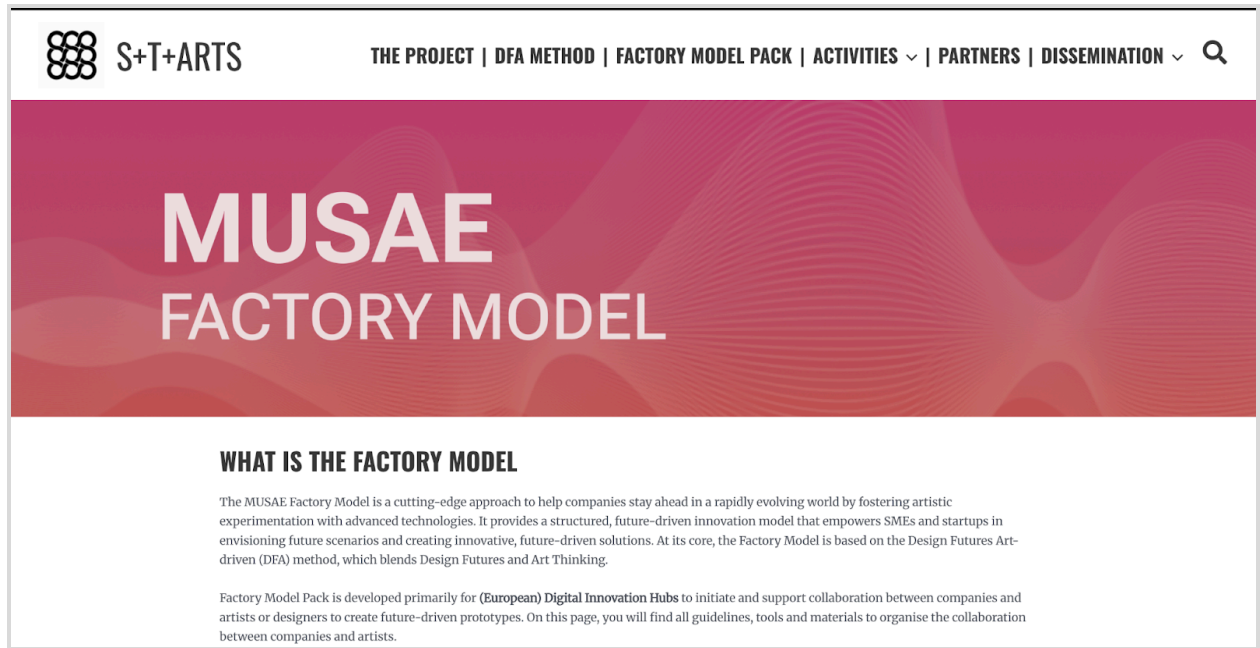 S+T+ARTS
THE PROJECT | DFA METHOD | FACTORY MODEL PACK | ACTIVITIES | PARTNERS | DISSEMINATION
MUSAE
FACTORY MODEL
WHAT IS THE FACTORY MODEL
The MUSAE Factory Model is a cutting-edge approach to help companies stay ahead in a rapidly evolving world by fostering artistic
experimentation with advanced technologies. It provides a structured, future-driven innovation model that empowers SMEs and startups in
envisioning future scenarios and creating innovative, future-driven solutions. At its core, the Factory Model is based on the Design Futures Art-
driven (DFA) method, which blends Design Futures and Art Thinking.
Factory Model Pack is developed primarily for (European) Digital Innovation Hubs to initiate and support collaboration between companies and
artists or designers to create future-driven prototypes. On this page, you will find all guidelines, tools and materials to organise the collaboration
between companies and artists.